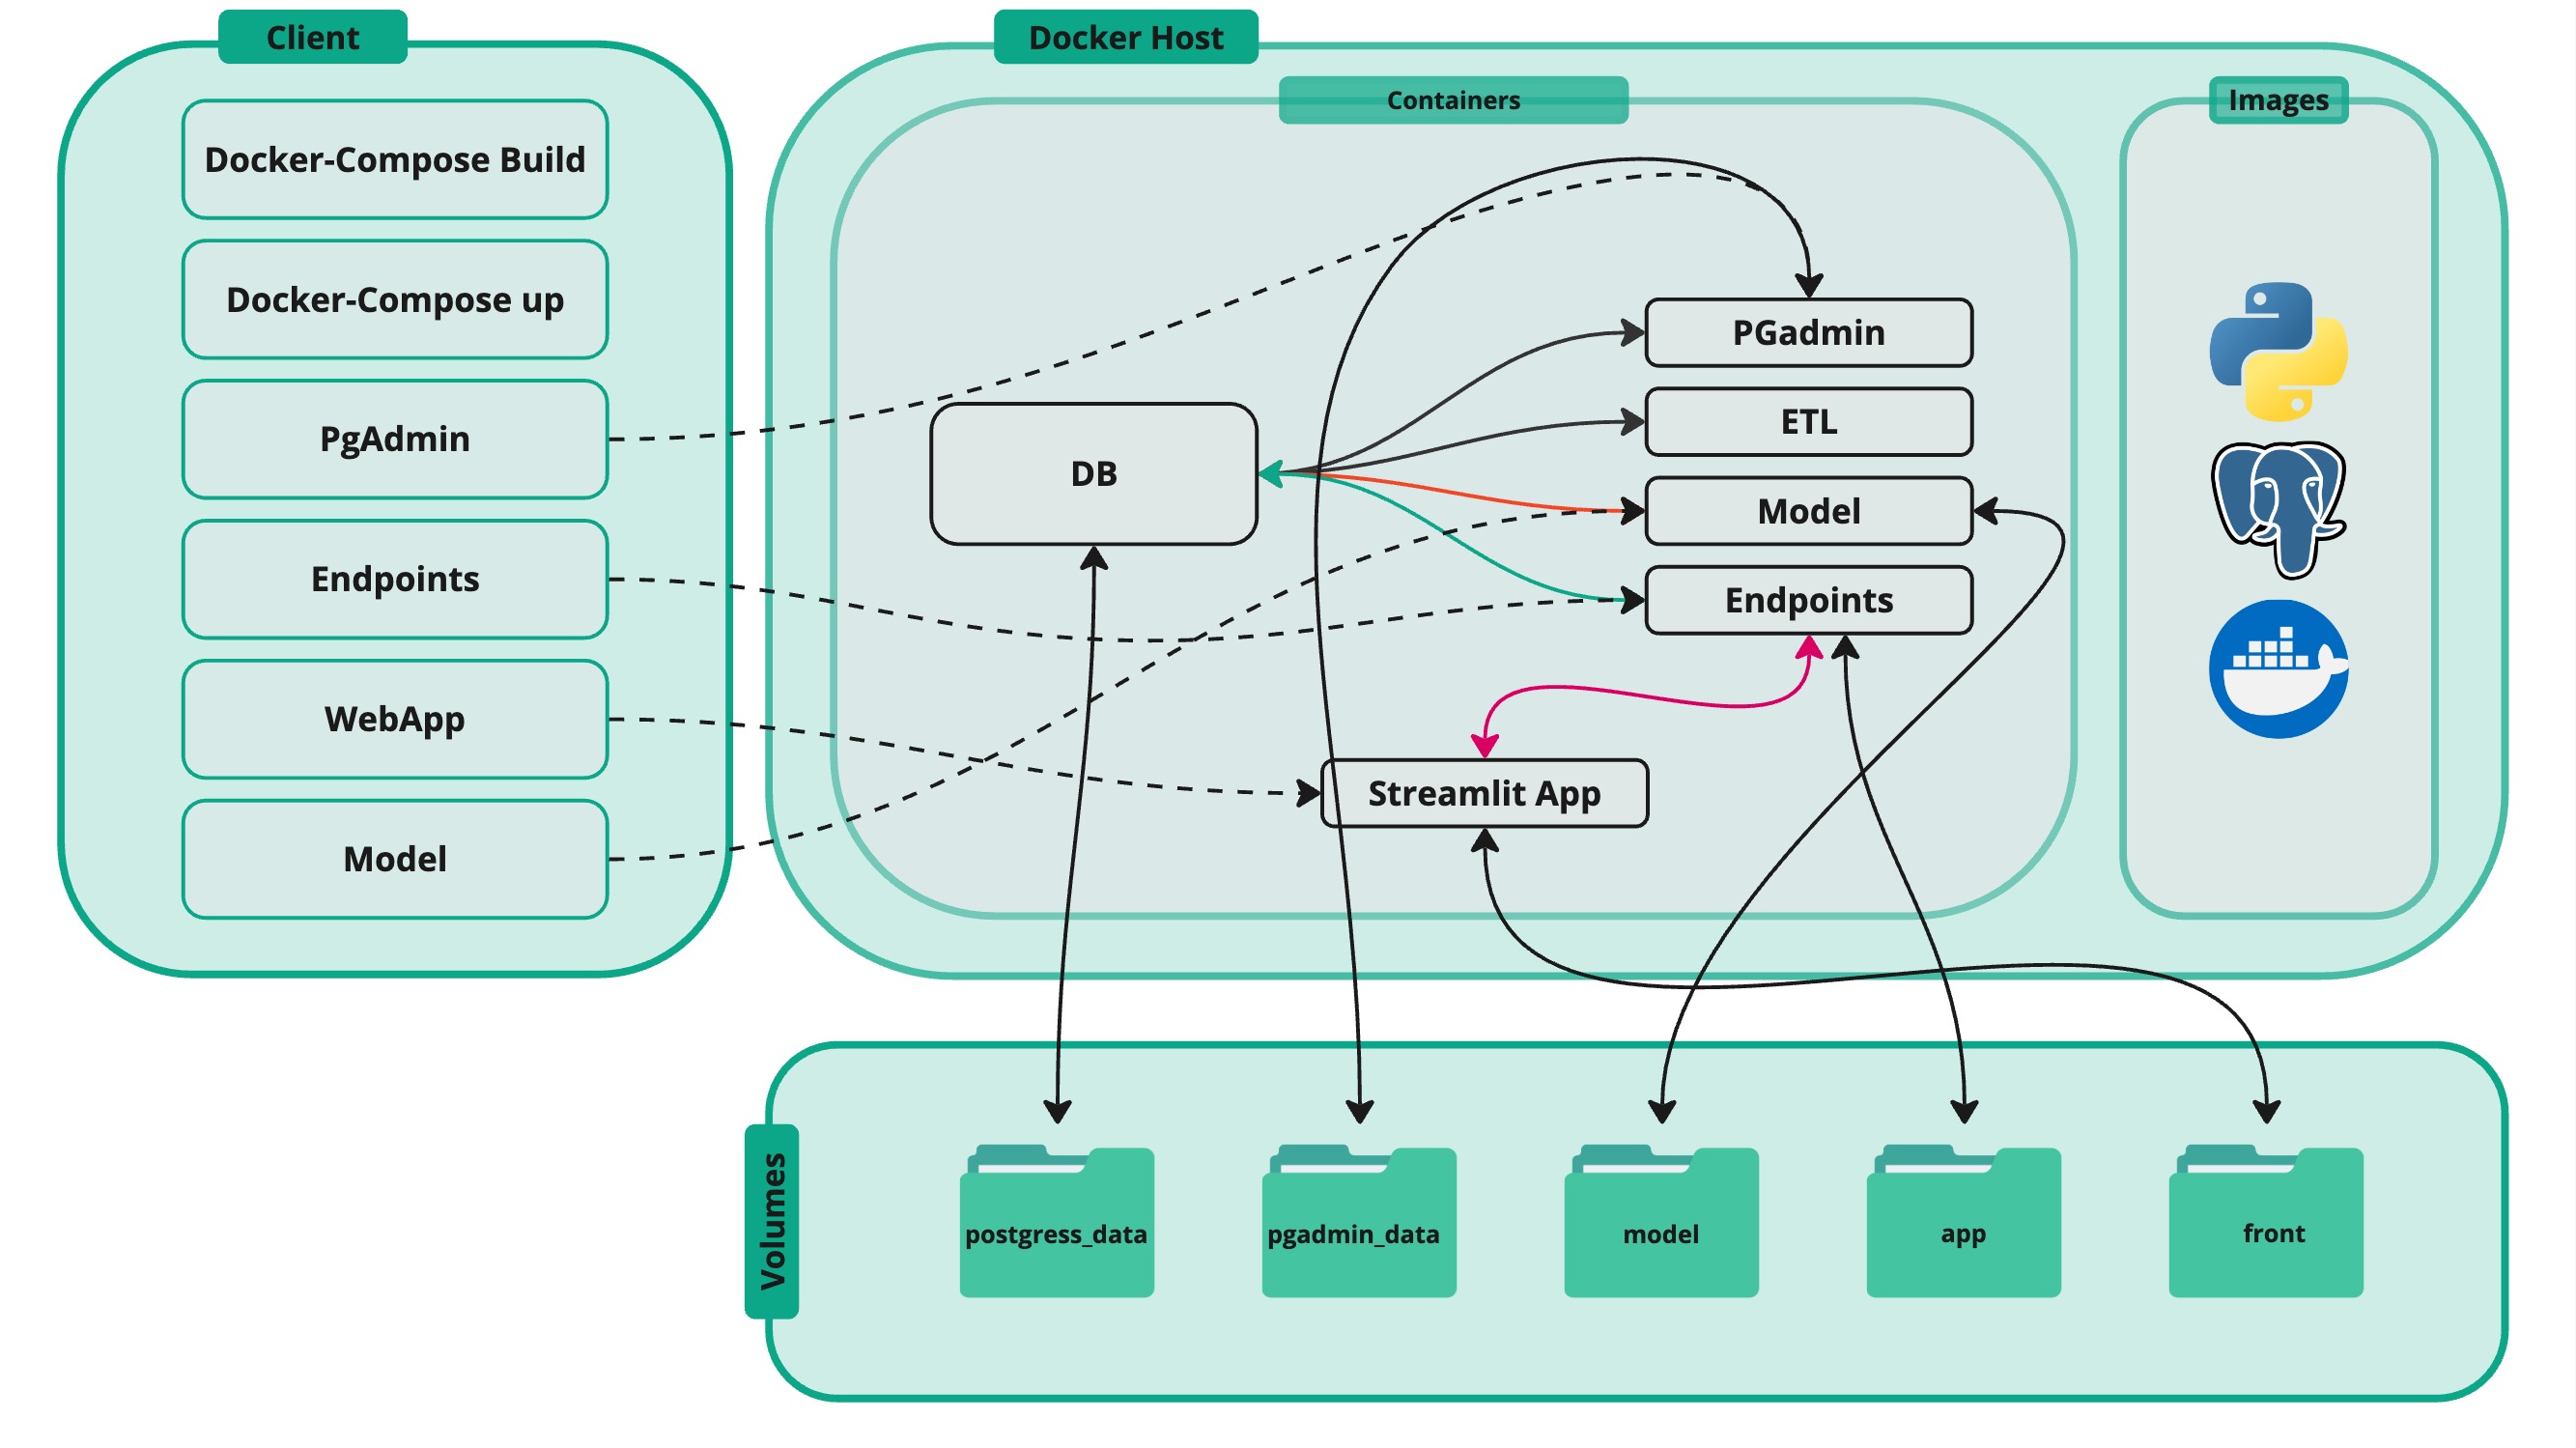 Client
Docker-Compose Build
Docker-Compose up
PgAdmin
Endpoints
WebApp
Model
Docker Host
Containers
DB
PGadmin
ETL
Model
Endpoints
Streamlit App
Images
Volumes
postgress_data
pgadmin_data
model
app
front